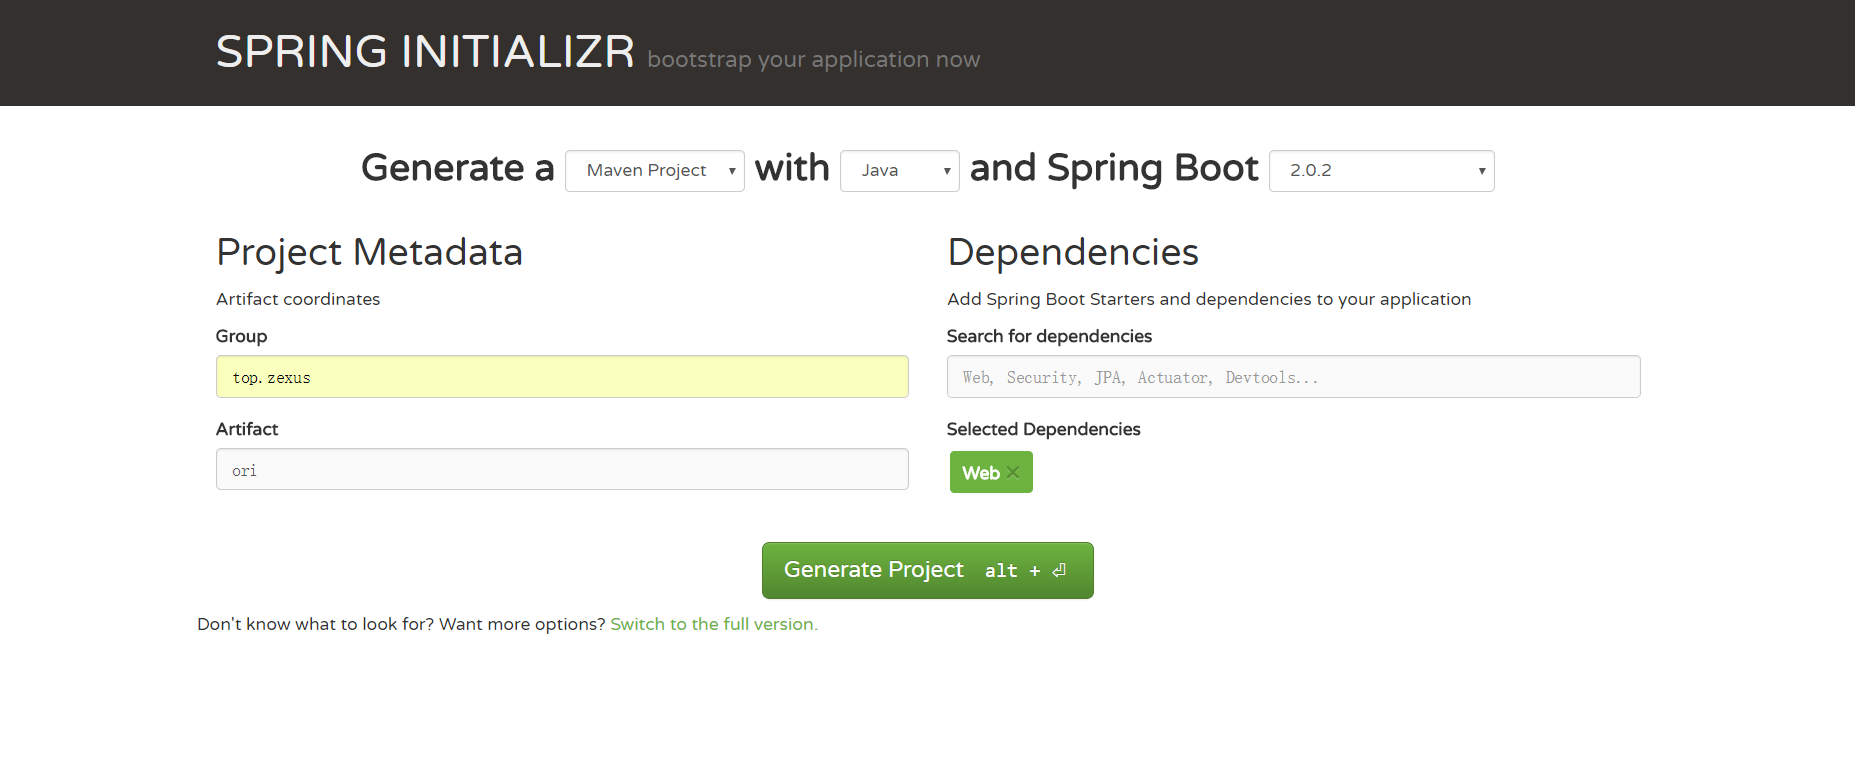 SPRING INITIALIZR bootstrap your application now
Generate a Maven Project with Java and Spring Boot 2.0.2
Project Metadata
Artifact coordinates
Group
top.zexus
Artifact
ori
Dependencies
Add Spring Boot Starters and dependencies to your application
Search for dependencies
Web, Security, JPA, Actuator, Devtools...
Selected Dependencies
Web ×
Generate Project alt + ⏎
Don't know what to look for? Want more options? Switch to the full version.